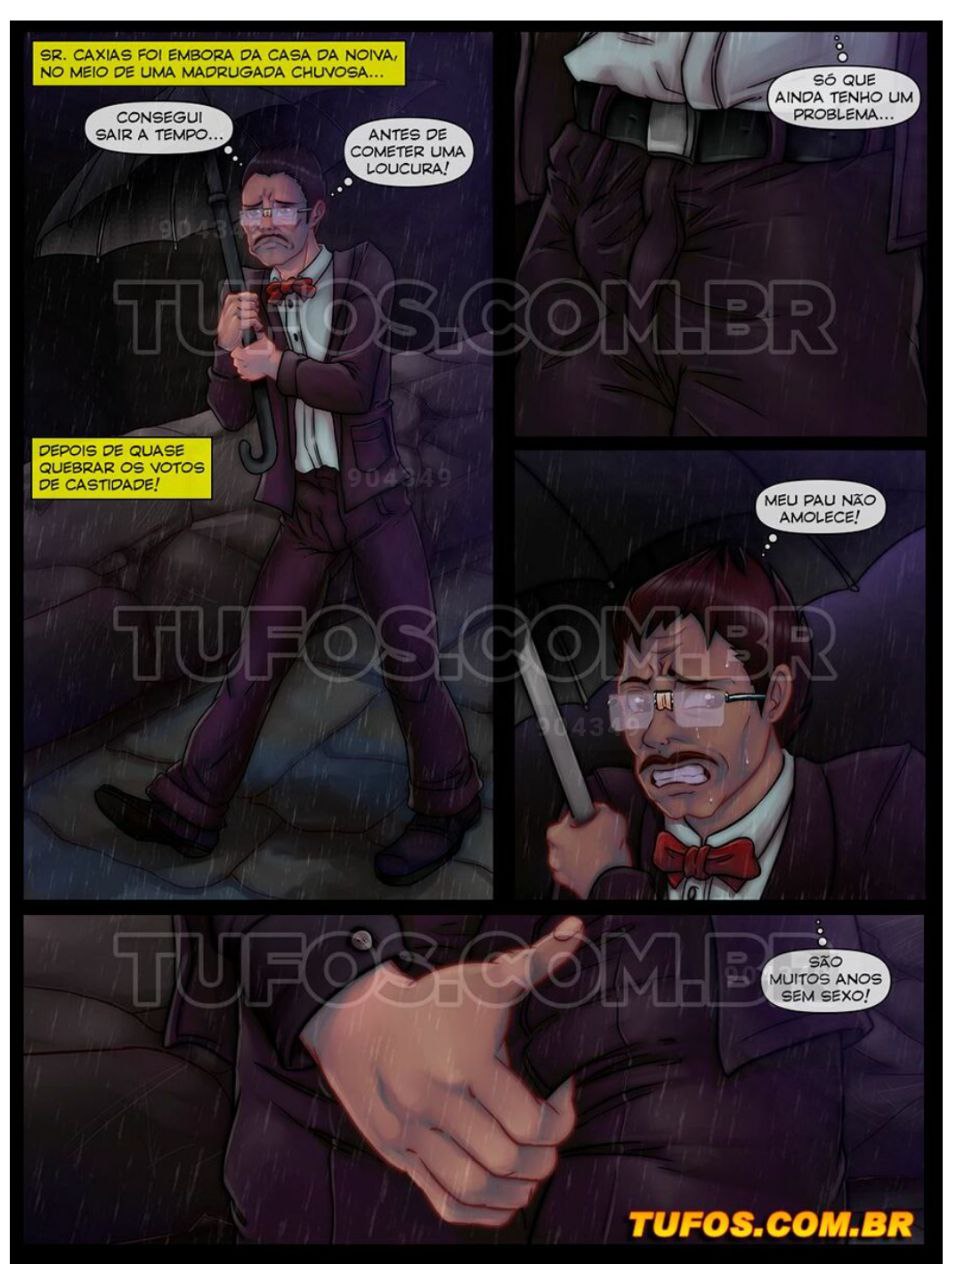 SR. CAXIAS FOI EMBORA DA CASA DA NOIVA,
NO MEIO DE UMA MADRUGADA CHUVOSA...
CONSEGUI
SAIR A TEMPO...
ANTES DE
COMETER UMA
LOUCURA!
904349
DEPOIS DE QUASE
QUEBRAR OS VOTOS
DE CASTIDADE!
904349
SÓ QUE
AINDA TENHO UM
PROBLEMA...
TUFOS.COM.BR
MEU PAU NÃO
AMOLECE!
TUFOS.COM.BR
904349
TUFOS.COM.BR
SÃO
MUITOS ANOS
SEM SEXO!
TUFOS.COM.BR